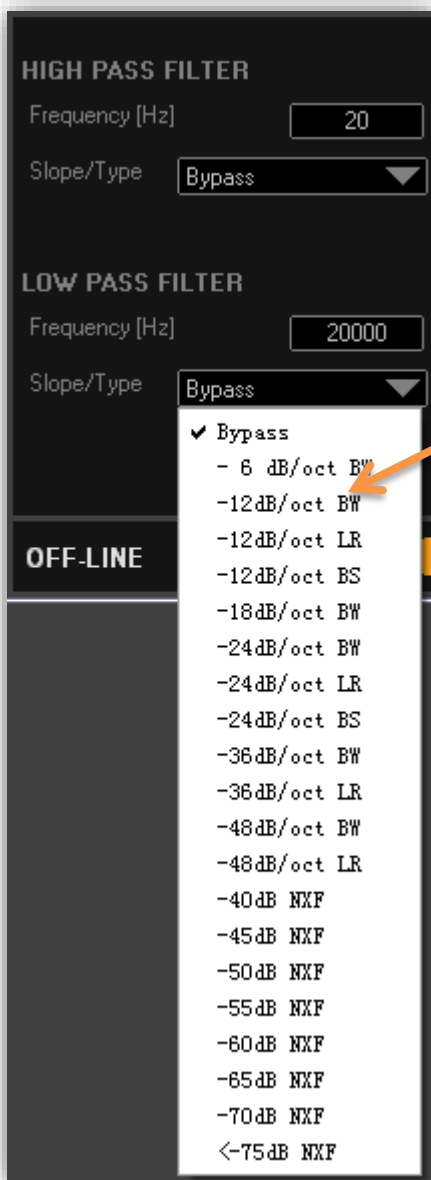 HIGH PASS FILTER
Frequency [Hz] 20
Slope/Type Bypass
LOW PASS FILTER
Frequency [Hz] 20000
Slope/Type Bypass
✔ Bypass
- 6 dB/oct BW
-12dB/oct BW
-12dB/oct LR
-12dB/oct BS
-18dB/oct BW
-24dB/oct BW
-24dB/oct LR
-24dB/oct BS
-36dB/oct BW
-36dB/oct LR
-48dB/oct BW
-48dB/oct LR
-40dB NXF
-45dB NXF
-50dB NXF
-55dB NXF
-60dB NXF
-65dB NXF
-70dB NXF
<-75dB NXF
OFF-LINE